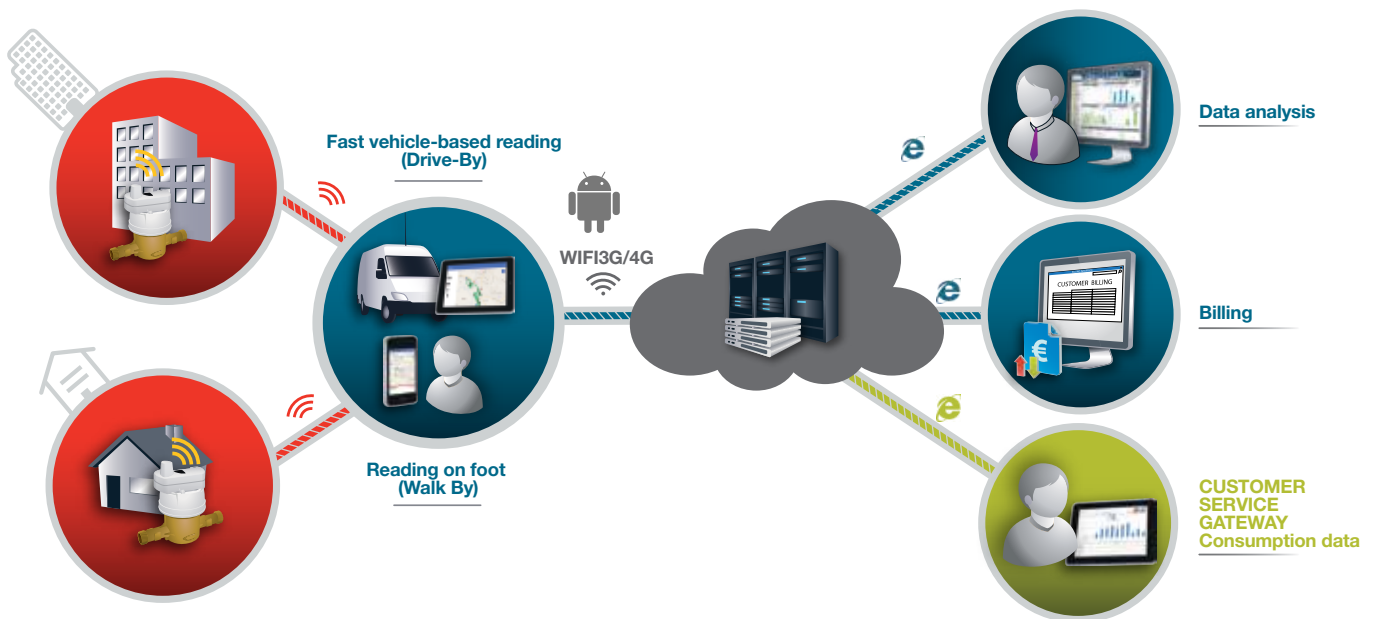 Fast vehicle-based reading
(Drive-By)
WIFI3G/4G
Reading on foot
(Walk By)
Data analysis
CUSTOMER BILLING
€
Billing
CUSTOMER
SERVICE
GATEWAY
Consumption data